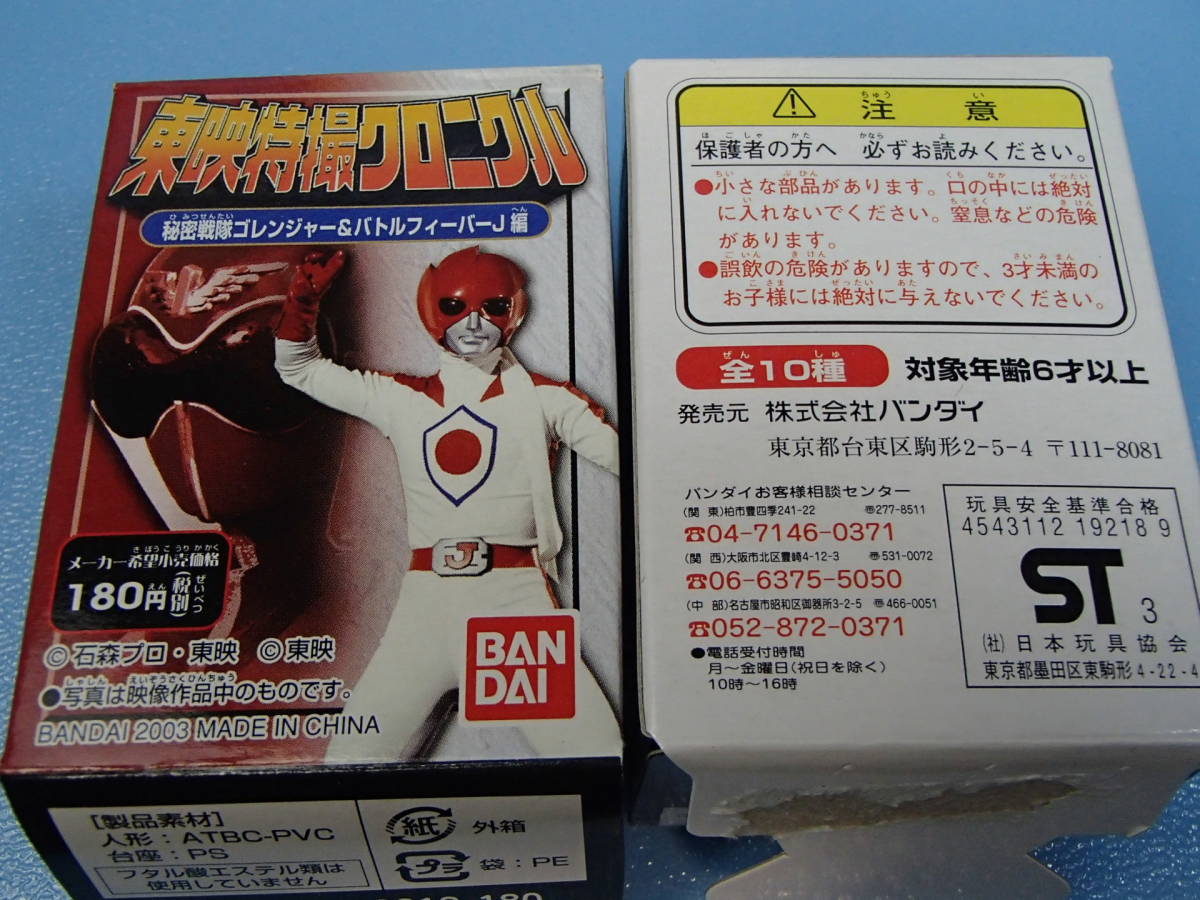 東映特撮クロニクル
秘密戦隊ゴレンジャー&バトルフィーバーJ編
メーカー希望小売価格
180円(税別)
©石森プロ・東映 ©東映
●写真は映像作品中のものです。
BANDAI 2003 MADE IN CHINA
J
BAN
DAI
[製品素材]
人形:ATBC-PVC
台座:PS
フタル酸エステル類は
使用していません
紙 外箱
プラ 袋:PE
⚠ 注意
保護者の方へ 必ずお読みください。
●小さな部品があります。口の中には絶対
に入れないでください。窒息などの危険
があります。
●誤飲の危険がありますので、3才未満の
お子様には絶対に与えないでください。
全10種 対象年齢6才以上
発売元 株式会社バンダイ
東京都台東区駒形2-5-4 〒111-8081
バンダイお客様相談センター
(関 東)柏市豊四季241-22 〠277-8511
☎04-7146-0371
(関 西)大阪市北区豊崎4-12-3 〠531-0072
☎06-6375-5050
(中 部)名古屋市昭和区御器所3-2-5 〠466-0051
☎052-872-0371
●電話受付時間
月〜金曜日(祝日を除く)
10時〜16時
玩具安全基準合格
4543112 19218 9
ST 3
(社)日本玩具協会
東京都墨田区東駒形4-22-4